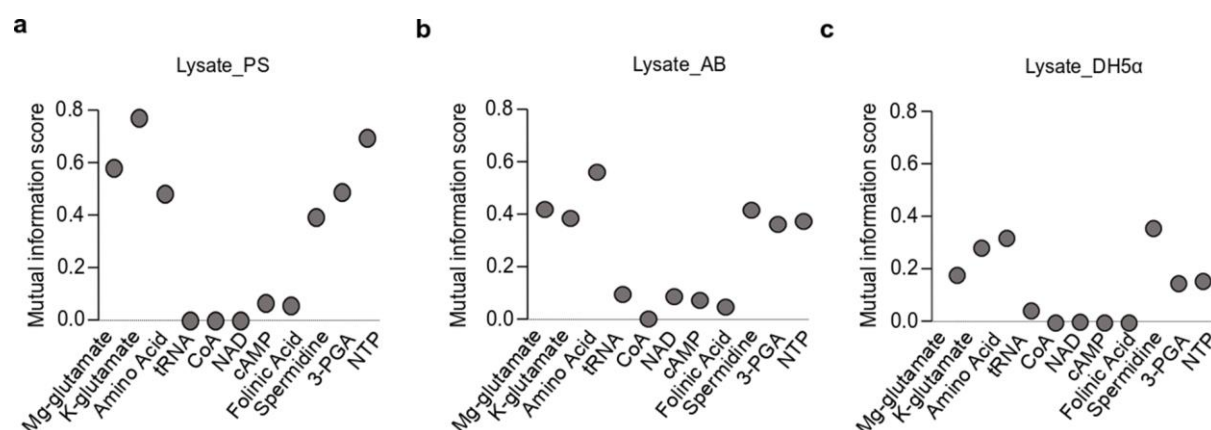 a
Lysate_PS
Mutual information score
0.8
0.6
0.4
0.2
0.0
Mg-glutamate
K-glutamate
Amino Acid
tRNA
CoA
NAD
cAMP
Folinic Acid
Spermidine
3-PGA
NTP
b
Lysate_AB
Mutual information score
0.8
0.6
0.4
0.2
0.0
Mg-glutamate
K-glutamate
Amino Acid
tRNA
CoA
NAD
cAMP
Folinic Acid
Spermidine
3-PGA
NTP
c
Lysate_DH5α
Mutual information score
0.8
0.6
0.4
0.2
0.0
Mg-glutamate
K-glutamate
Amino Acid
tRNA
CoA
NAD
cAMP
Folinic Acid
Spermidine
3-PGA
NTP